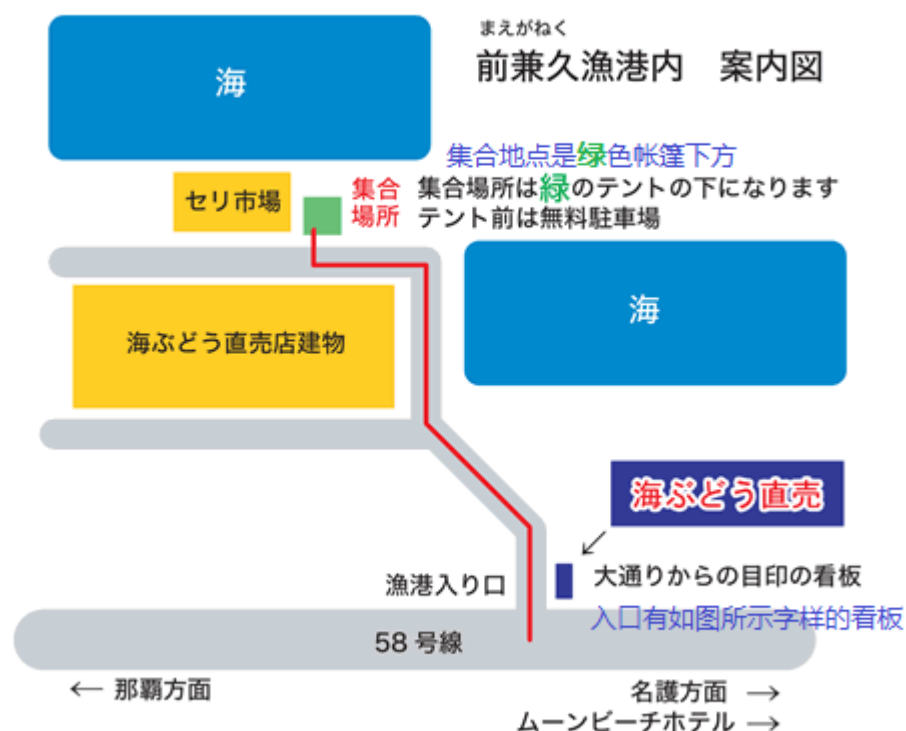 まえがねく
前兼久漁港内　案内図
海
集合地点是绿色帐篷下方
セリ市場
集合
場所
集合場所は緑のテントの下になります
テント前は無料駐車場
海
海ぶどう直売店建物
海ぶどう直売
漁港入り口
大通りからの目印の看板
入口有如图所示字样的看板
58 号線
← 那覇方面
名護方面 →
ムーンビーチホテル →